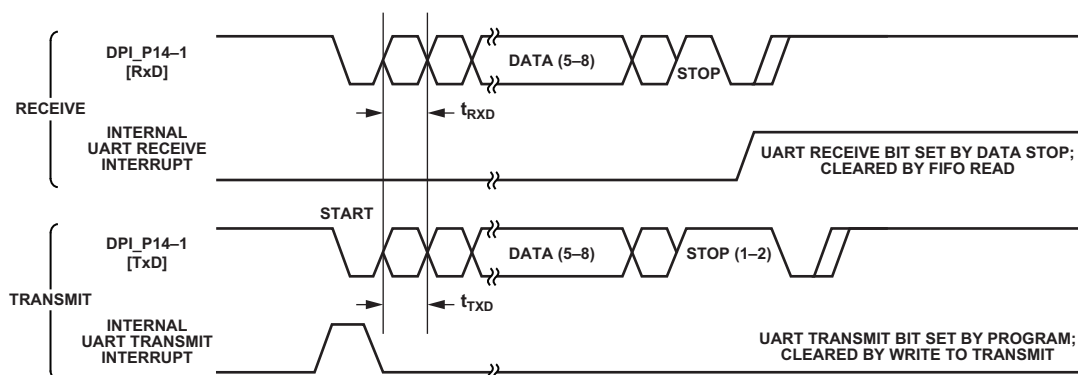 DPI_P14–1
[RxD]
DATA (5–8)
STOP
RECEIVE
tRXD
INTERNAL
UART RECEIVE
INTERRUPT
UART RECEIVE BIT SET BY DATA STOP;
CLEARED BY FIFO READ
START
DPI_P14–1
[TxD]
DATA (5–8)
STOP (1–2)
TRANSMIT
tTXD
INTERNAL
UART TRANSMIT
INTERRUPT
UART TRANSMIT BIT SET BY PROGRAM;
CLEARED BY WRITE TO TRANSMIT